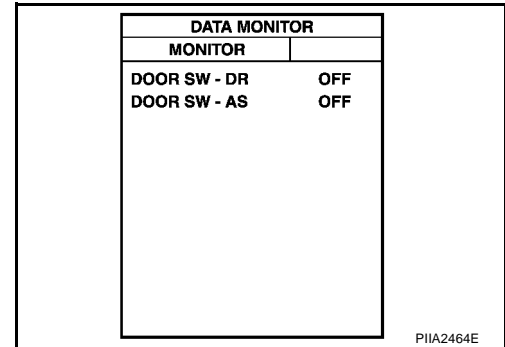 DATA MONITOR
MONITOR
DOOR SW - DR OFF
DOOR SW - AS OFF
PIIA2464E